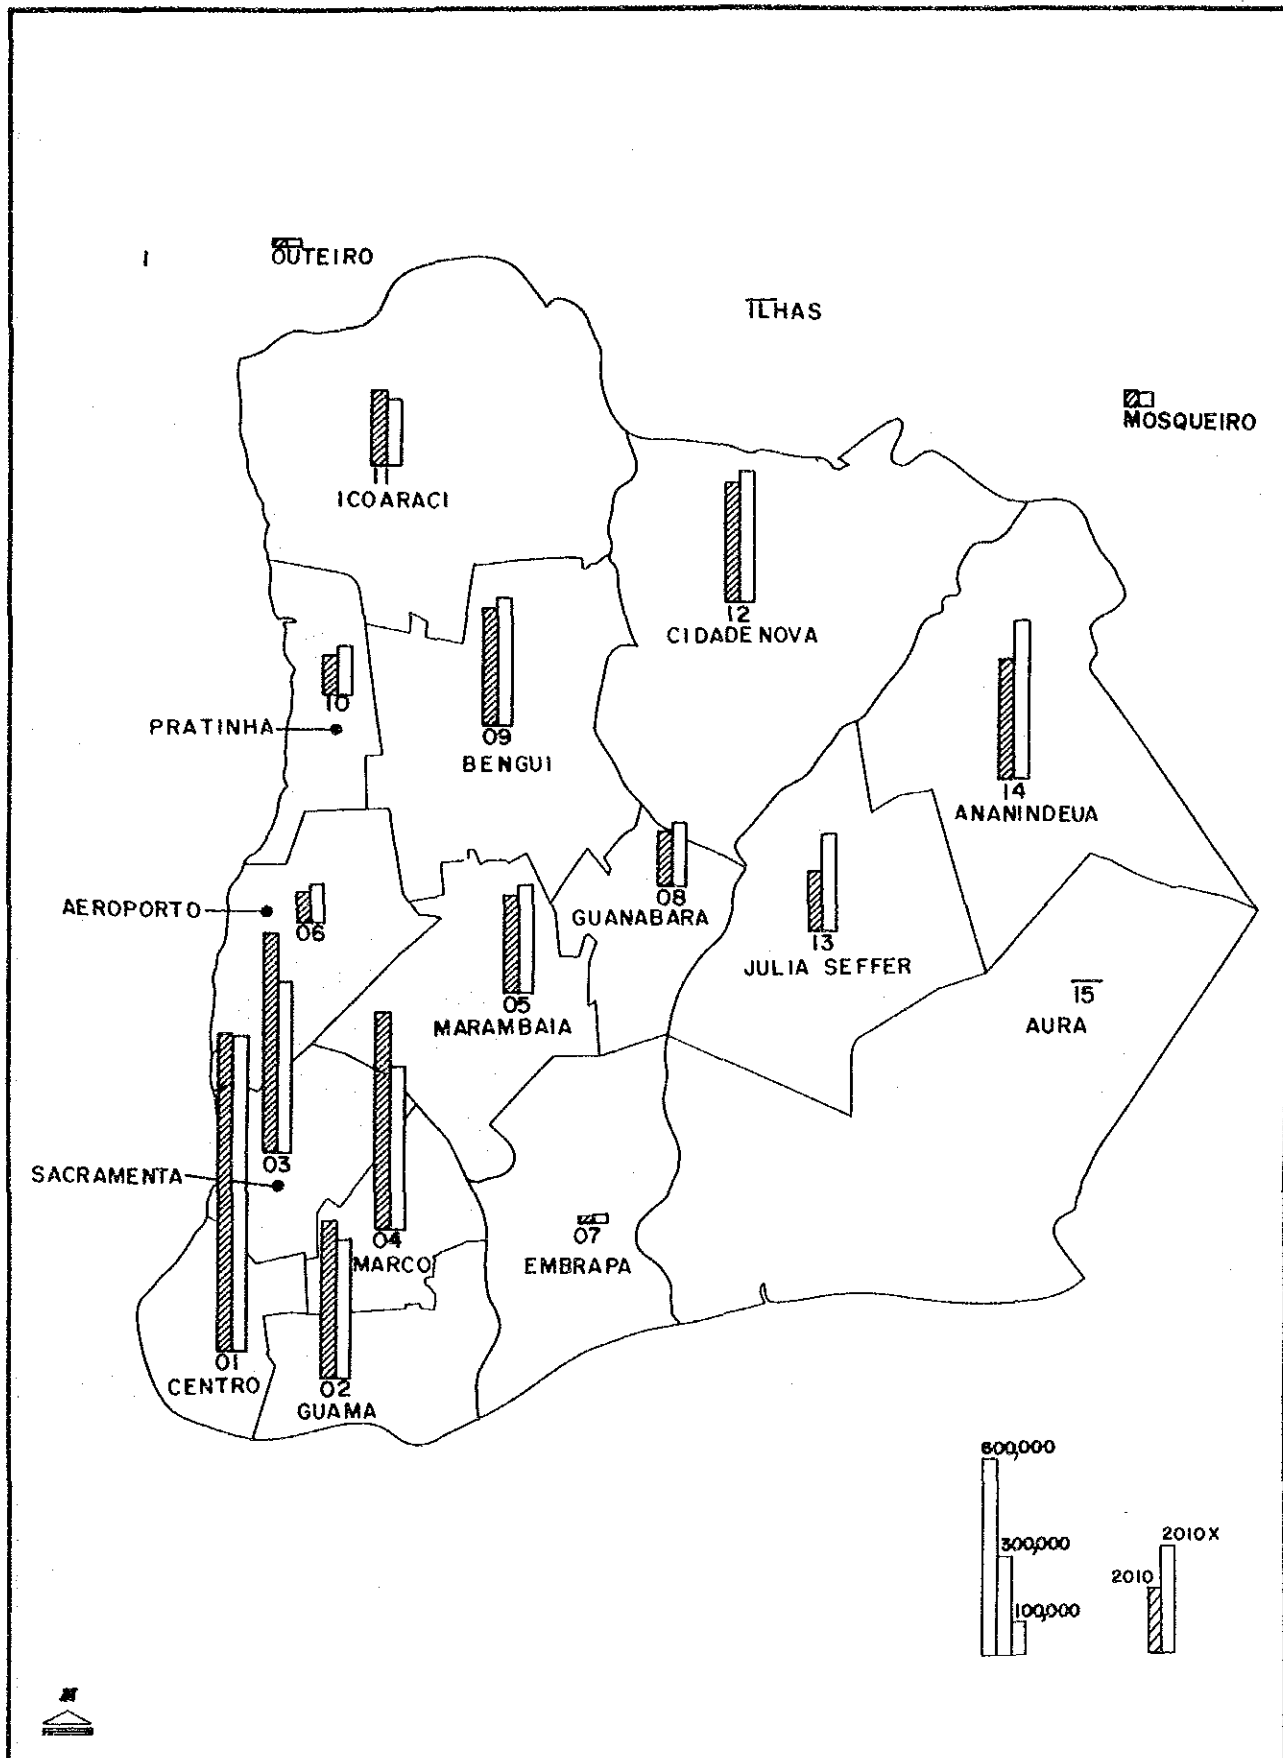 I
OUTEIRO
ILHAS
MOSQUEIRO
11
ICOARACI
12
CIDADE NOVA
10
PRATINHA
09
BENGUI
14
ANANINDEUA
08
GUANABARA
AEROPORTO
06
13
JULIA SEFFER
05
MARAMBAIA
15
AURA
03
SACRAMENTA
04
MARCO
07
EMBRAPA
01
CENTRO
02
GUAMA
600,000
300,000
100,000
2010X
2010
N